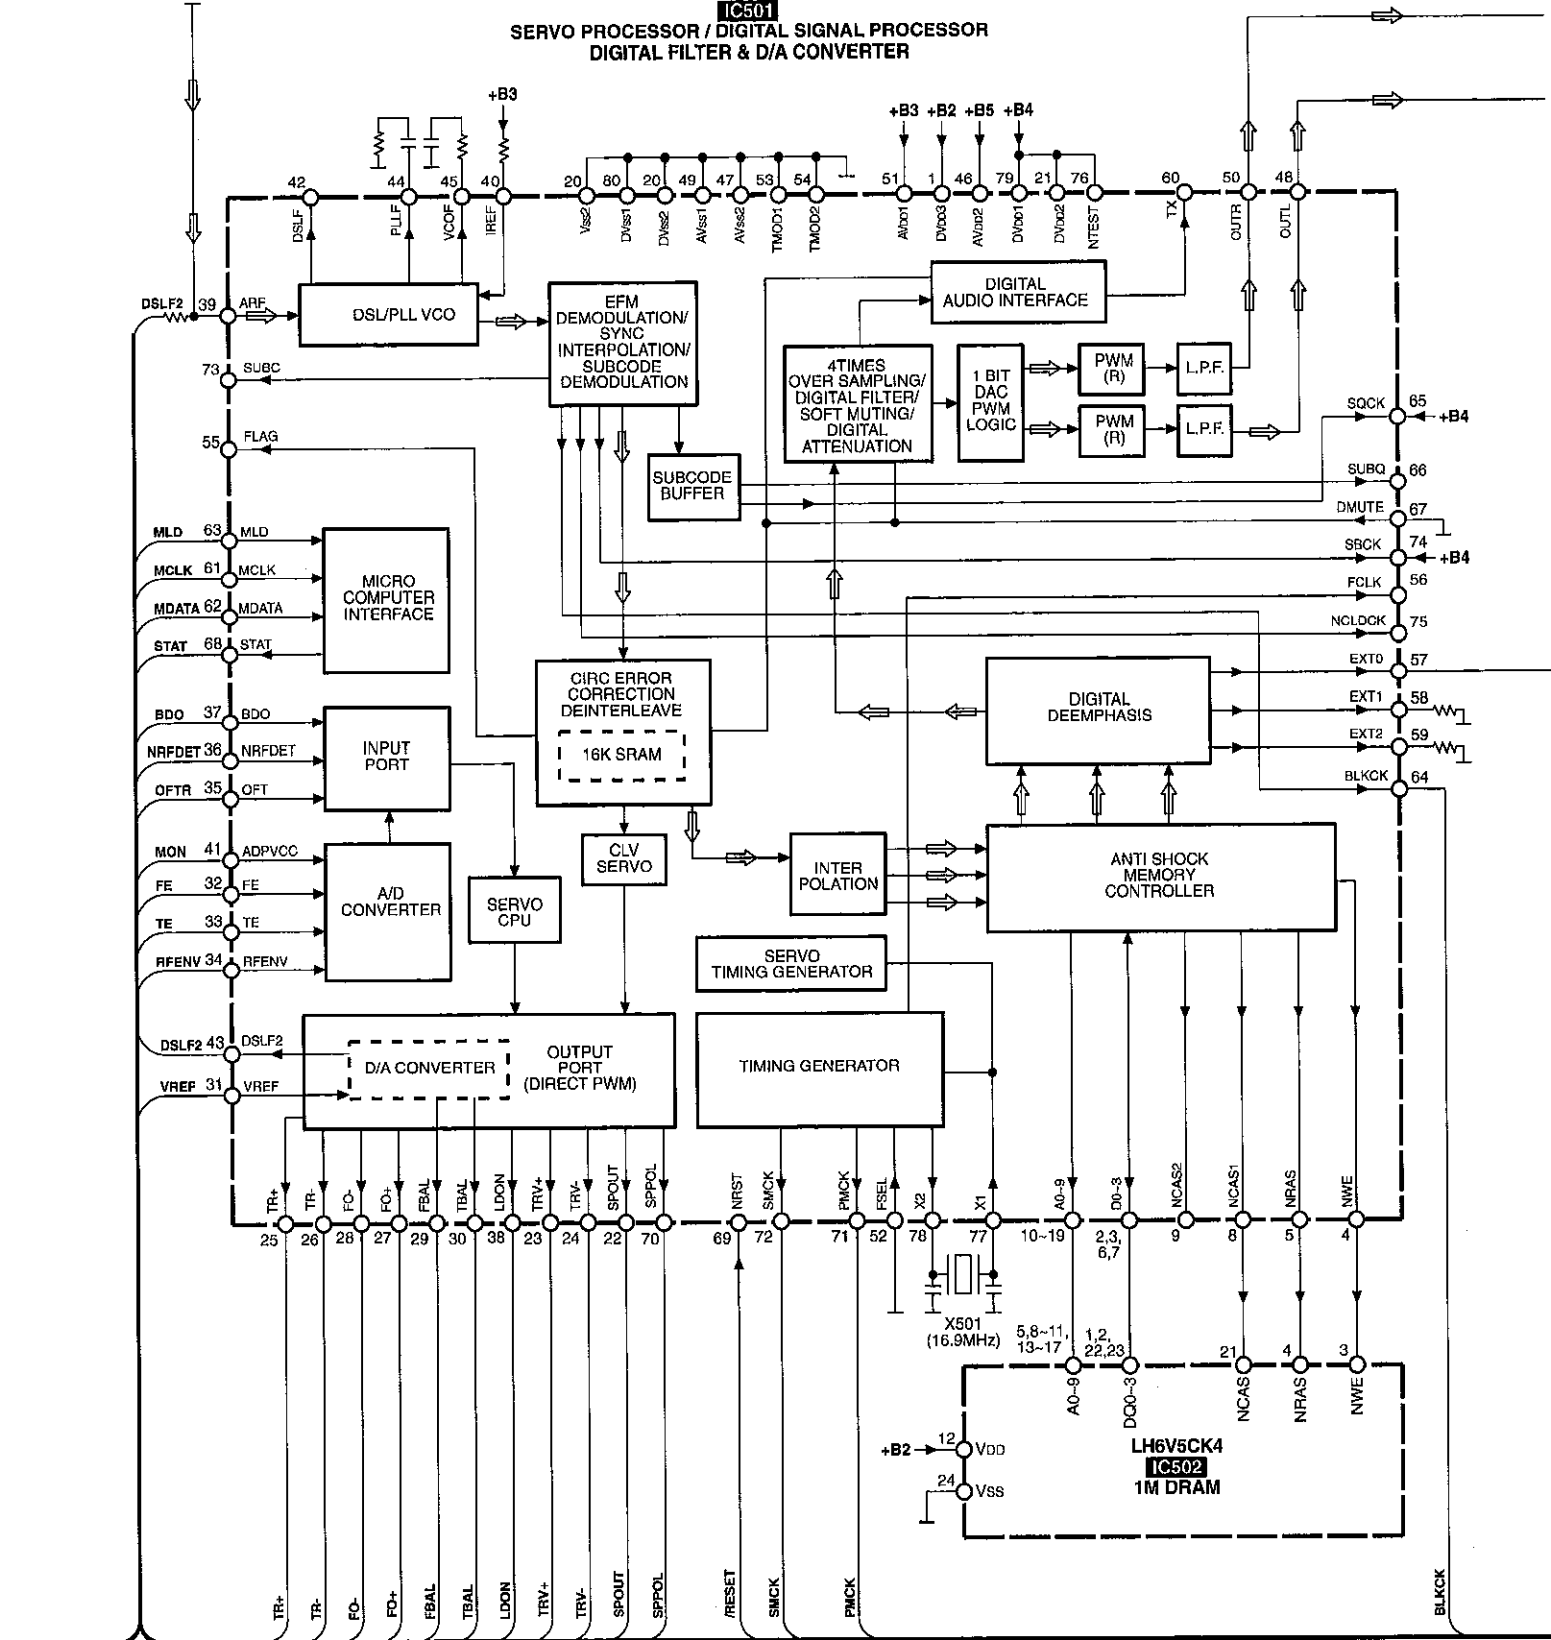 IC501
SERVO PROCESSOR / DIGITAL SIGNAL PROCESSOR
DIGITAL FILTER & D/A CONVERTER
+B3
+B3 +B2 +B5 +B4
42 44 45 40 20 80 20 49 47 53 54 51 1 46 79 21 76 60 50 48
DSLF
PLLF
VCOF
IREF
Vss2
DVss1
DVss2
AVss1
AVss2
TMOD1
TMOD2
AVDD1
DVDD3
AVDD2
DVDD1
DVDD2
NTEST
TX
OUTR
OUTL
DSLF2 39 ARF
DSL/PLL VCO
EFM
DEMODULATION/
SYNC
INTERPOLATION/
SUBCODE
DEMODULATION
DIGITAL
AUDIO INTERFACE
73 SUBC
4TIMES
OVER SAMPLING/
DIGITAL FILTER/
SOFT MUTING/
DIGITAL
ATTENUATION
1 BIT
DAC
PWM
LOGIC
PWM
(R)
L.P.F.
PWM
(R)
L.P.F.
SQCK 65
+B4
55 FLAG
SUBCODE
BUFFER
SUBQ 66
DMUTE 67
SBCK 74
+B4
FCLK 56
NCLDCK 75
EXT0 57
EXT1 58
EXT2 59
BLKCK 64
MLD 63 MLD
MCLK 61 MCLK
MDATA 62 MDATA
STAT 68 STAT
MICRO
COMPUTER
INTERFACE
CIRC ERROR
CORRECTION
DEINTERLEAVE
16K SRAM
DIGITAL
DEEMPHASIS
BDO 37 BDO
NRFDET 36 NRFDET
OFTR 35 OFT
INPUT
PORT
MON 41 ADPVCC
FE 32 FE
TE 33 TE
RFENV 34 RFENV
A/D
CONVERTER
SERVO
CPU
CLV
SERVO
INTER
POLATION
ANTI SHOCK
MEMORY
CONTROLLER
SERVO
TIMING GENERATOR
DSLF2 43 DSLF2
VREF 31 VREF
D/A CONVERTER
OUTPUT
PORT
(DIRECT PWM)
TIMING GENERATOR
TR+
TR-
FO-
FO+
FBAL
TBAL
LDON
TRV+
TRV-
SPOUT
SPPOL
NRST
SMCK
PMCK
FSEL
X2
X1
A0~9
D0~3
NCAS2
NCAS1
NRAS
NWE
25 26 28 27 29 30 38 23 24 22 70 69 72 71 52 78 77 10~19 2,3, 9 8 5 4
6,7
X501
(16.9MHz)
5,8~11,
13~17
1,2,
22,23
21 4 3
A0~9
DQ0~3
NCAS
NRAS
NWE
+B2 12 VDD
24 VSS
LH6V5CK4
IC502
1M DRAM
TR+
TR-
FO-
FO+
FBAL
TBAL
LDON
TRV+
TRV-
SPOUT
SPPOL
/RESET
SMCK
PMCK
BLKCK